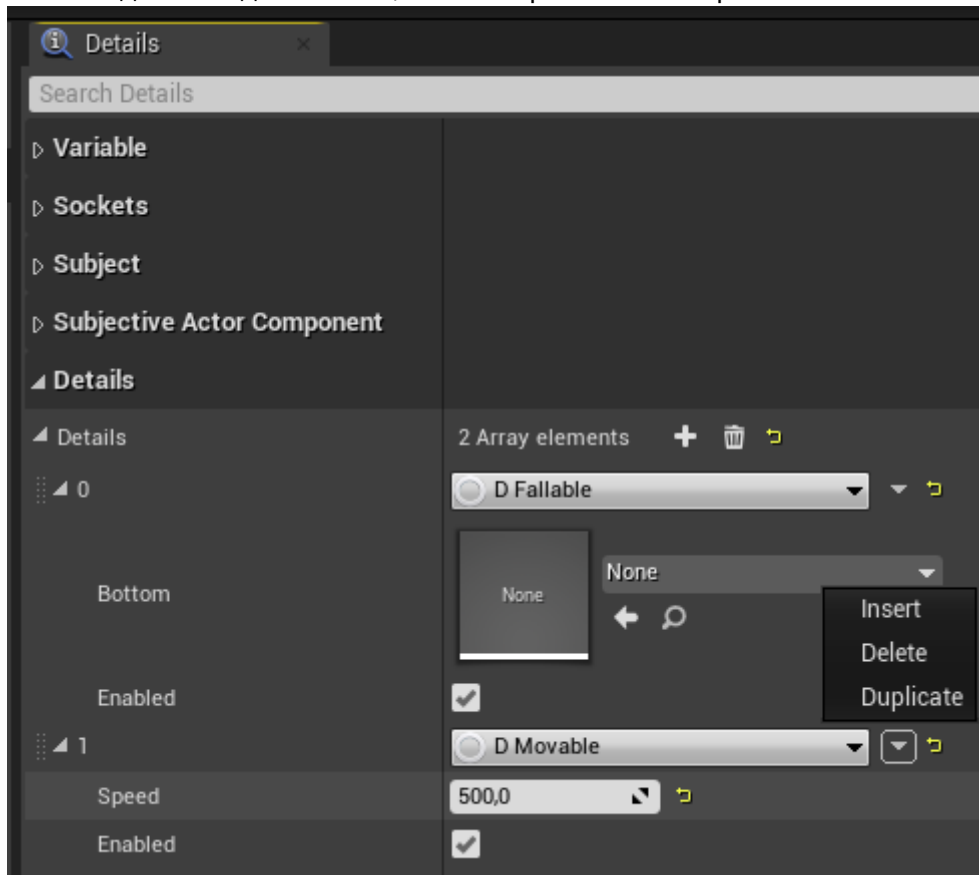 Details
Search Details
Variable
Sockets
Subject
Subjective Actor Component
Details
Details 2 Array elements
0 D Fallable
Bottom None None
Insert
Delete
Enabled Duplicate
1 D Movable
Speed 500,0
Enabled